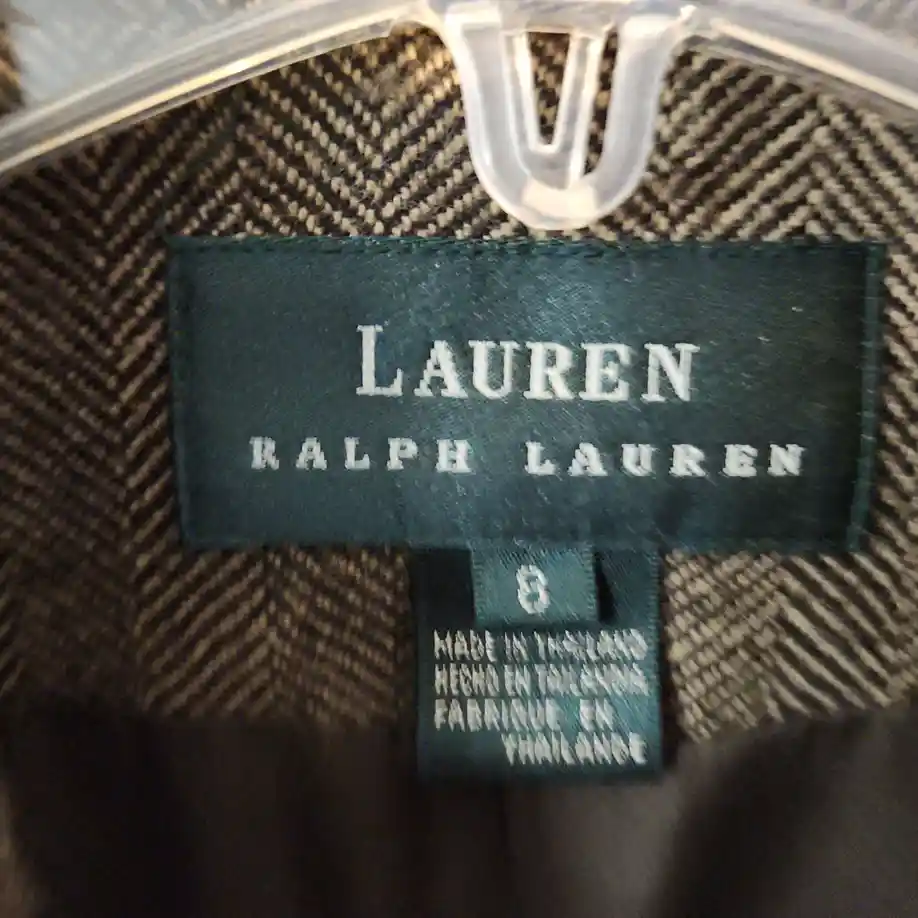 LAUREN
RALPH LAUREN
8
MADE IN THAILAND
HECHO EN TAILANDIA
FABRIQUE EN
THAILANDE